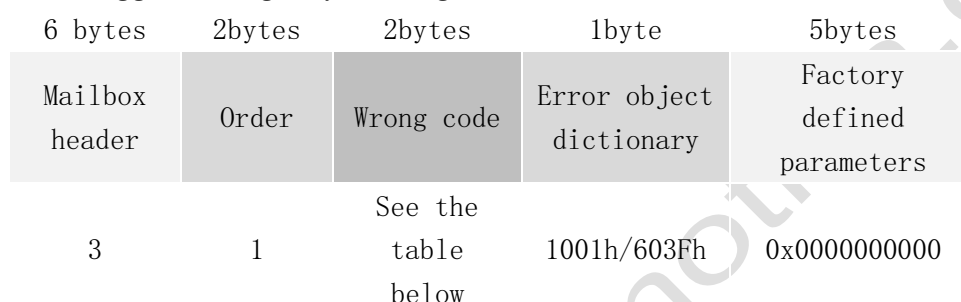 6 bytes 2bytes 2bytes 1byte 5bytes
Mailbox header Order Wrong code Error object dictionary Factory defined parameters
3 1 See the table below 1001h/603Fh 0x0000000000